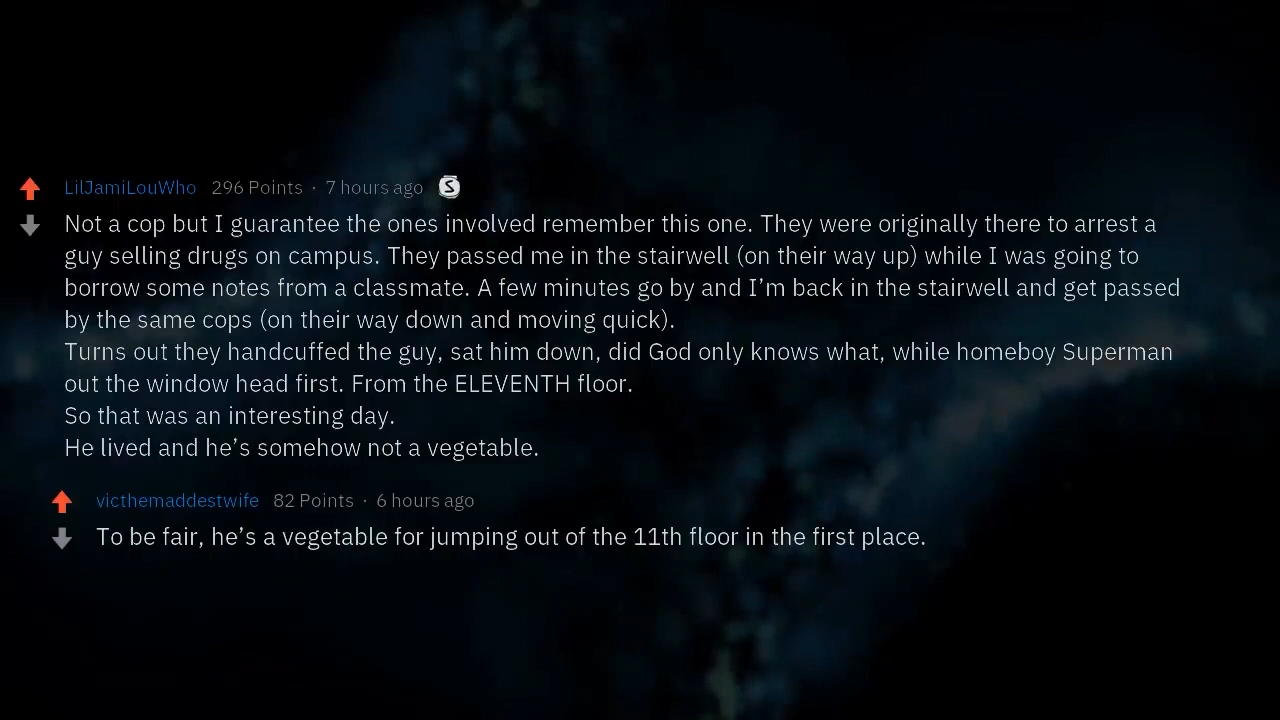 LilJamiLouWho 296 Points · 7 hours ago S
Not a cop but I guarantee the ones involved remember this one. They were originally there to arrest a
guy selling drugs on campus. They passed me in the stairwell (on their way up) while I was going to
borrow some notes from a classmate. A few minutes go by and I’m back in the stairwell and get passed
by the same cops (on their way down and moving quick).
Turns out they handcuffed the guy, sat him down, did God only knows what, while homeboy Superman
out the window head first. From the ELEVENTH floor.
So that was an interesting day.
He lived and he’s somehow not a vegetable.
victhemaddestwife 82 Points · 6 hours ago
To be fair, he’s a vegetable for jumping out of the 11th floor in the first place.